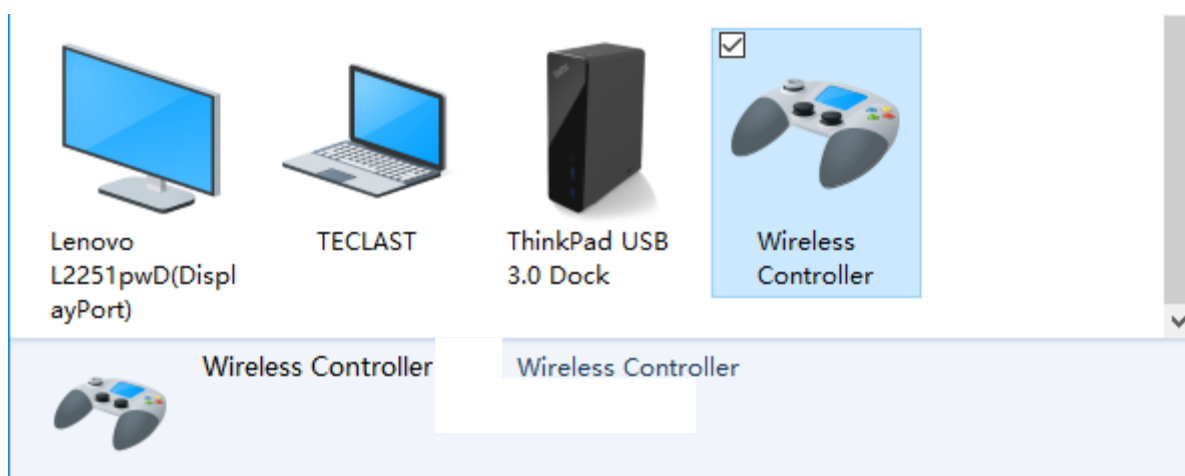 Lenovo
L2251pwD(Displ
ayPort)
TECLAST
ThinkPad USB
3.0 Dock
Wireless
Controller
Wireless Controller
Wireless Controller